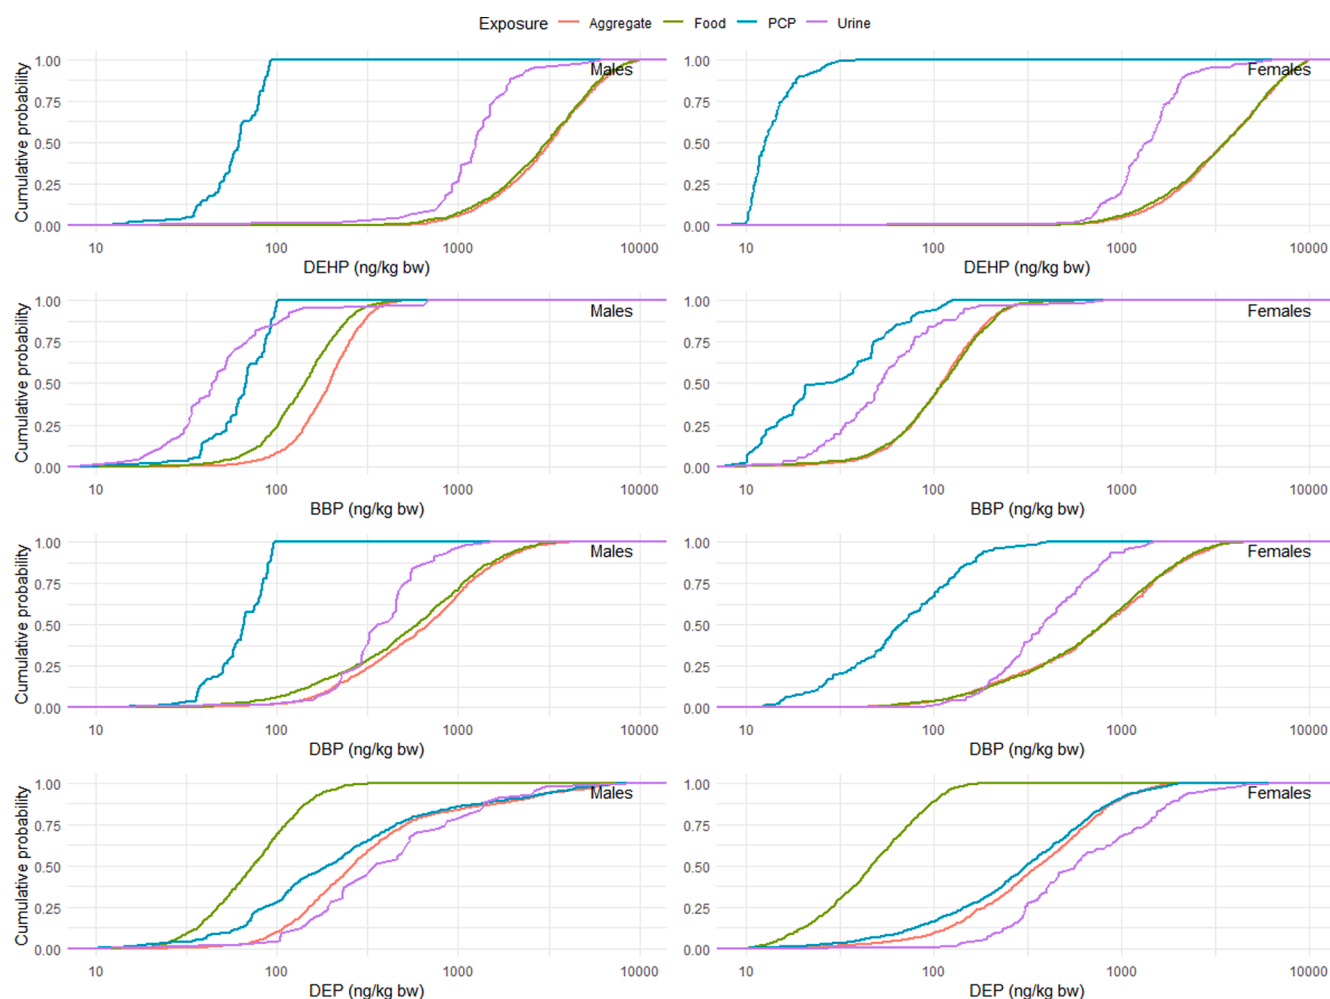 Exposure Aggregate Food PCP Urine
Cumulative probability
1.00
0.75
0.50
0.25
0.00
Males
10 100 1000 10000
DEHP (ng/kg bw)
1.00
0.75
0.50
0.25
0.00
Females
10 100 1000 10000
DEHP (ng/kg bw)
Cumulative probability
1.00
0.75
0.50
0.25
0.00
Males
10 100 1000 10000
BBP (ng/kg bw)
1.00
0.75
0.50
0.25
0.00
Females
10 100 1000 10000
BBP (ng/kg bw)
Cumulative probability
1.00
0.75
0.50
0.25
0.00
Males
10 100 1000 10000
DBP (ng/kg bw)
1.00
0.75
0.50
0.25
0.00
Females
10 100 1000 10000
DBP (ng/kg bw)
Cumulative probability
1.00
0.75
0.50
0.25
0.00
Males
10 100 1000 10000
DEP (ng/kg bw)
1.00
0.75
0.50
0.25
0.00
Females
10 100 1000 10000
DEP (ng/kg bw)